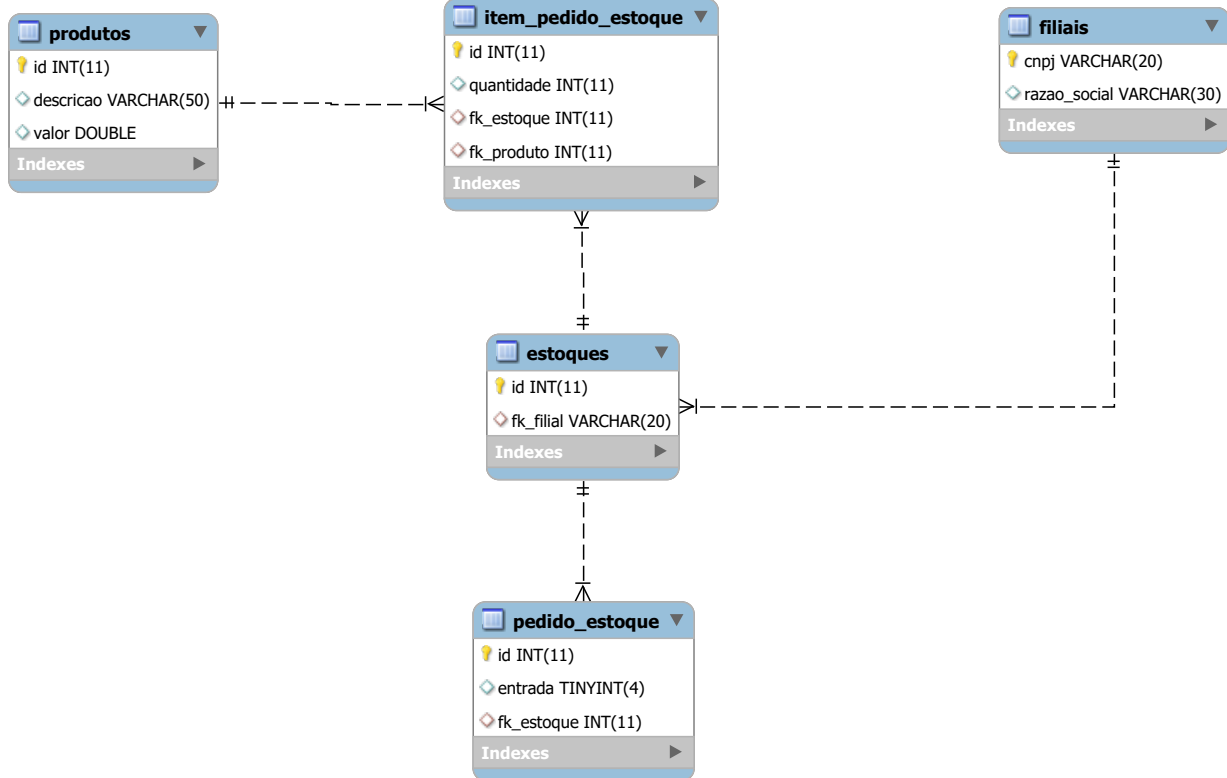 produtos
id INT(11)
descricao VARCHAR(50)
valor DOUBLE
Indexes
item_pedido_estoque
id INT(11)
quantidade INT(11)
fk_estoque INT(11)
fk_produto INT(11)
Indexes
filiais
cnpj VARCHAR(20)
razao_social VARCHAR(30)
Indexes
estoques
id INT(11)
fk_filial VARCHAR(20)
Indexes
pedido_estoque
id INT(11)
entrada TINYINT(4)
fk_estoque INT(11)
Indexes